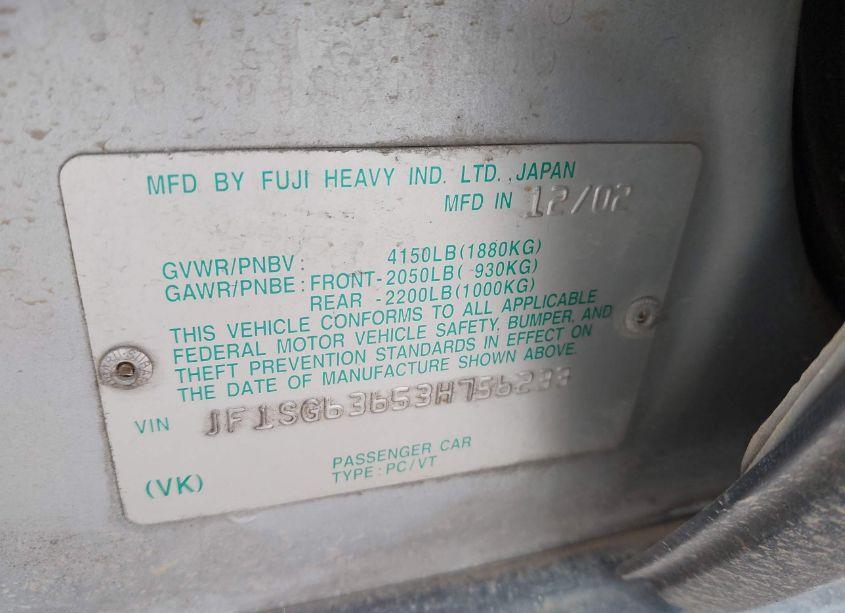 MFD BY FUJI HEAVY IND. LTD., JAPAN
MFD IN 12/02
GVWR/PNBV: 4150LB(1880KG)
GAWR/PNBE: FRONT-2050LB( 930KG)
REAR -2200LB(1000KG)
THIS VEHICLE CONFORMS TO ALL APPLICABLE
FEDERAL MOTOR VEHICLE SAFETY, BUMPER, AND
THEFT PREVENTION STANDARDS IN EFFECT ON
THE DATE OF MANUFACTURE SHOWN ABOVE.
VIN JF1SG63653H756233
PASSENGER CAR
(VK) TYPE:PC/VT